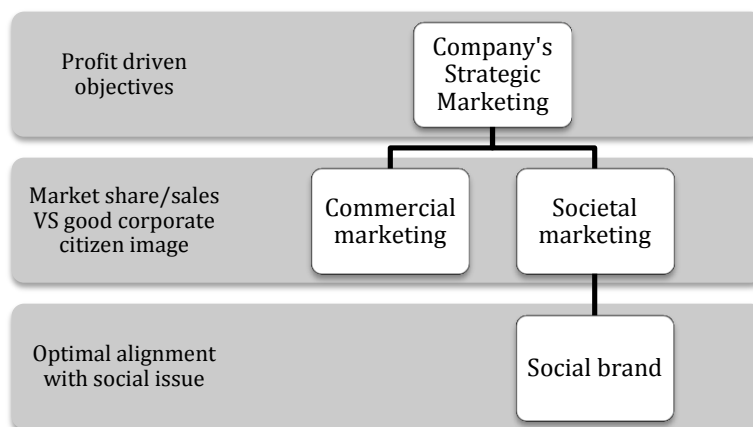 Profit driven
objectives
Company's
Strategic
Marketing
Market share/sales
VS good corporate
citizen image
Commercial
marketing
Societal
marketing
Optimal alignment
with social issue
Social brand